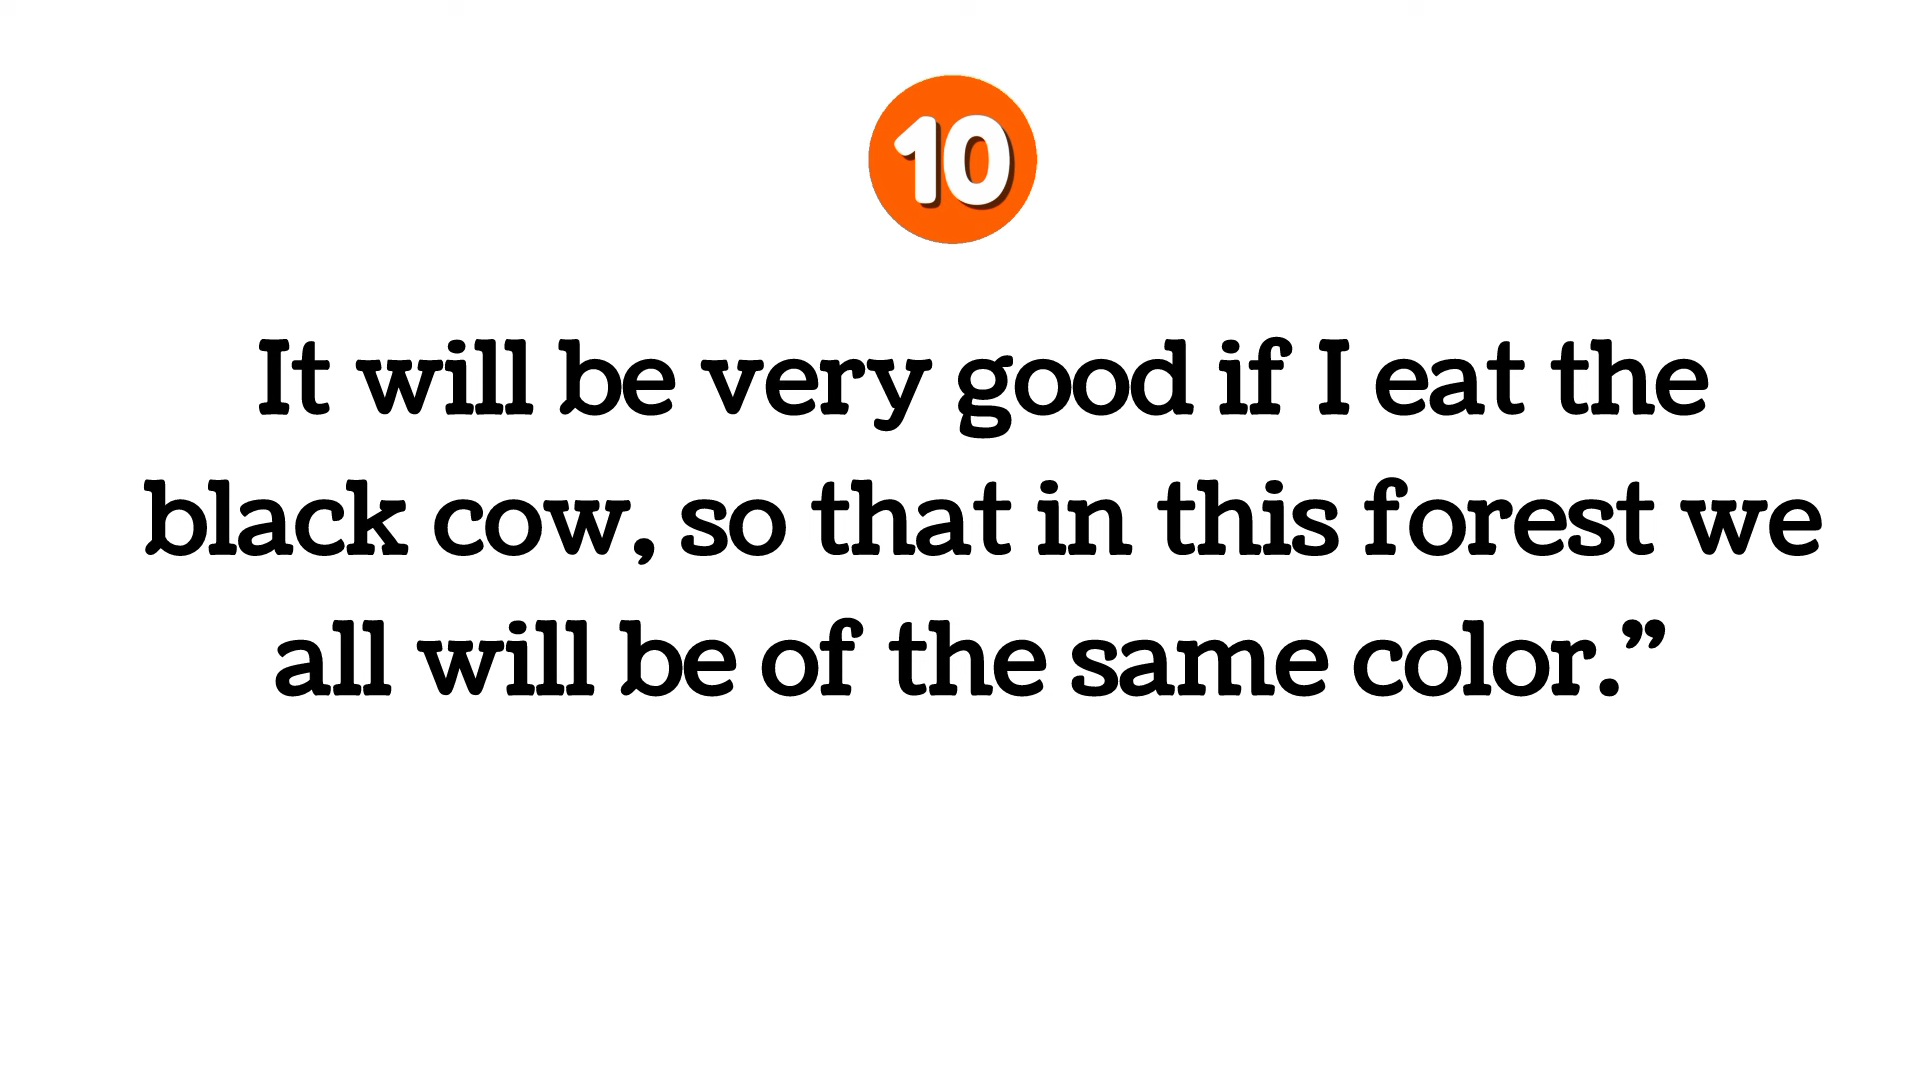 10
It will be very good if I eat the
black cow, so that in this forest we
all will be of the same color.”